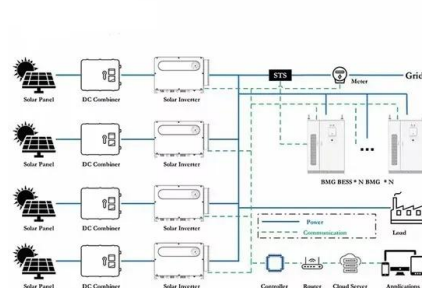 STS
Meter
Grid
Solar Panel DC Combiner Solar Inverter
Solar Panel DC Combiner Solar Inverter
BMG BESS * N BMG * N
Solar Panel DC Combiner Solar Inverter
Power
Communication
Load
Solar Panel DC Combiner Solar Inverter
Controller Router Cloud Server Applications